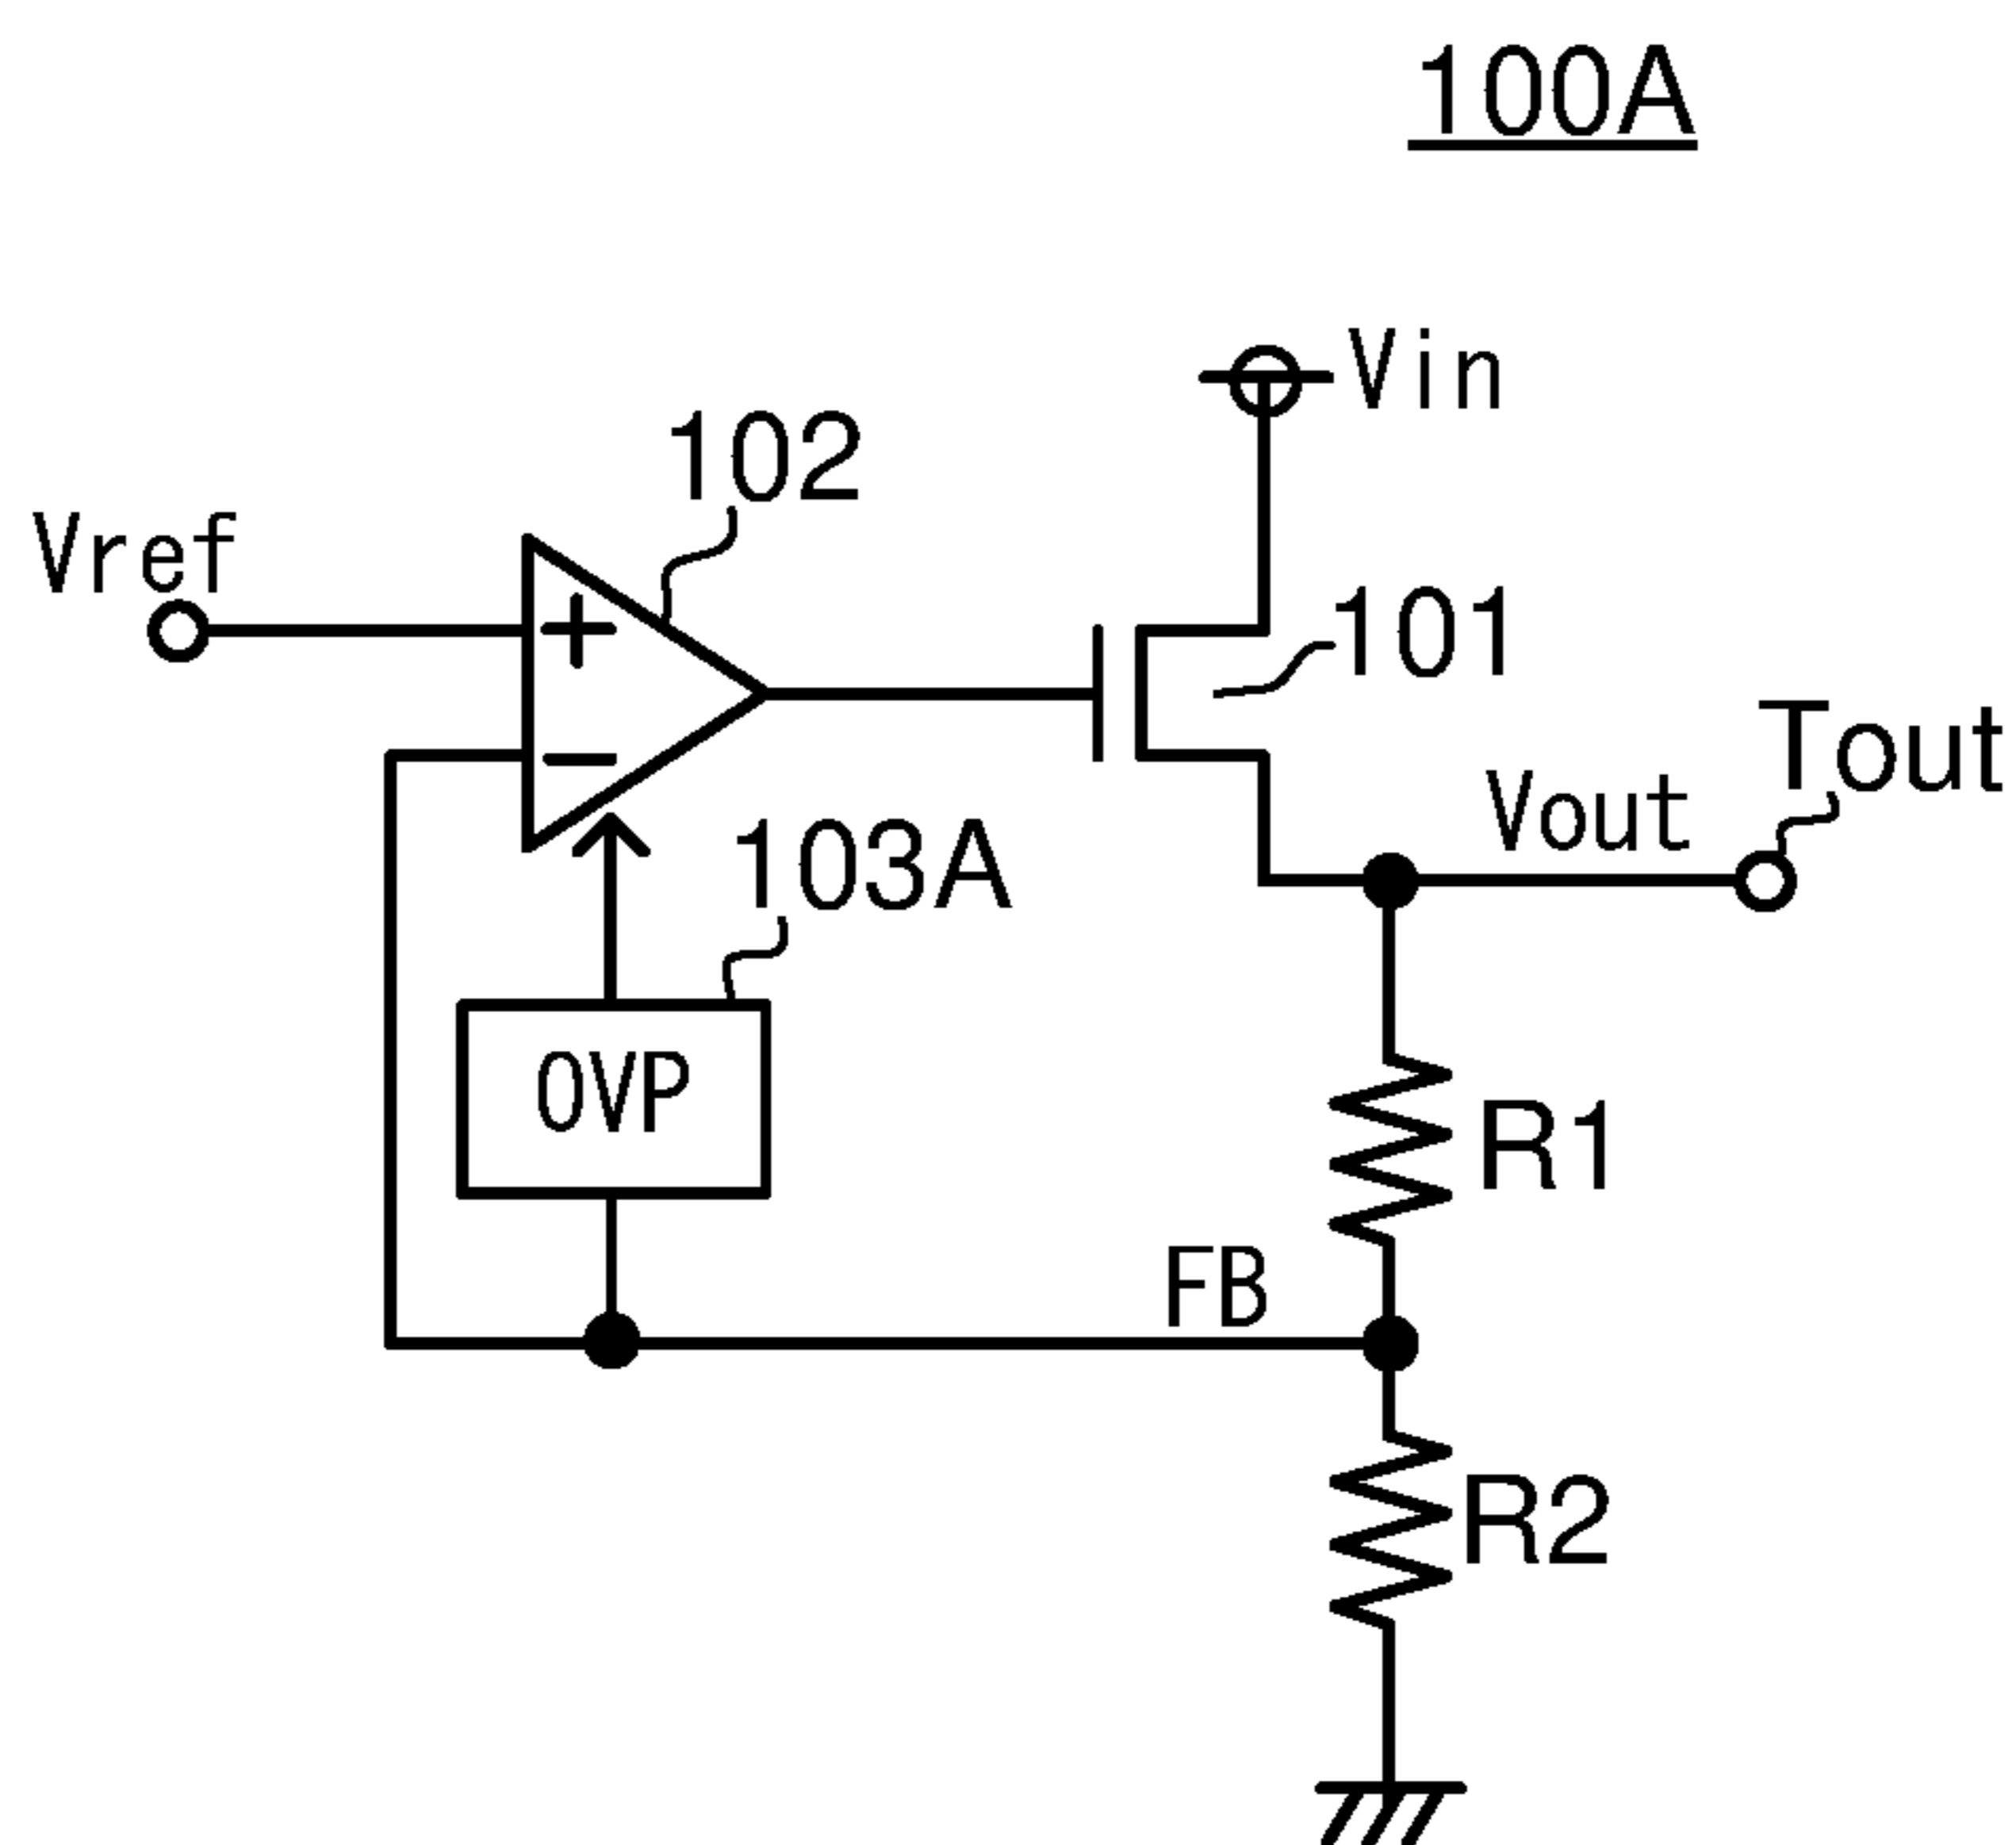 100A
Vin
102
Vref
+
101
−
Tout
Vout
103A
OVP
R1
FB
R2